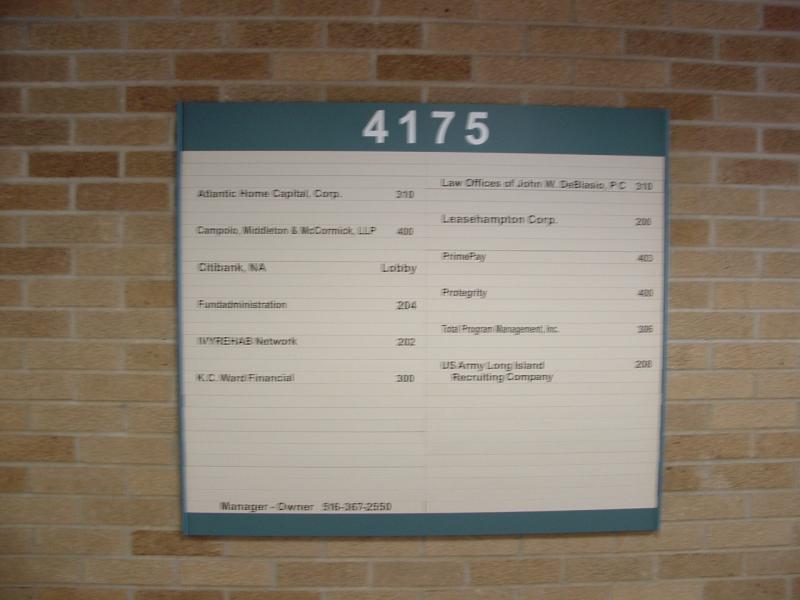 4175
Atlantic Home Capital, Corp. 310
Campolo, Middleton & McCormick, LLP 400
Citibank, NA Lobby
Fundadministration 204
IVYREHAB Network 202
K.C. Ward Financial 300
Manager - Owner 516-367-2550
Law Offices of John W. DeBlasio, P.C 310
Leasehampton Corp. 200
PrimePay 403
Protegrity 400
Total Program Management, Inc. 306
US Army Long Island 208
Recruiting Company